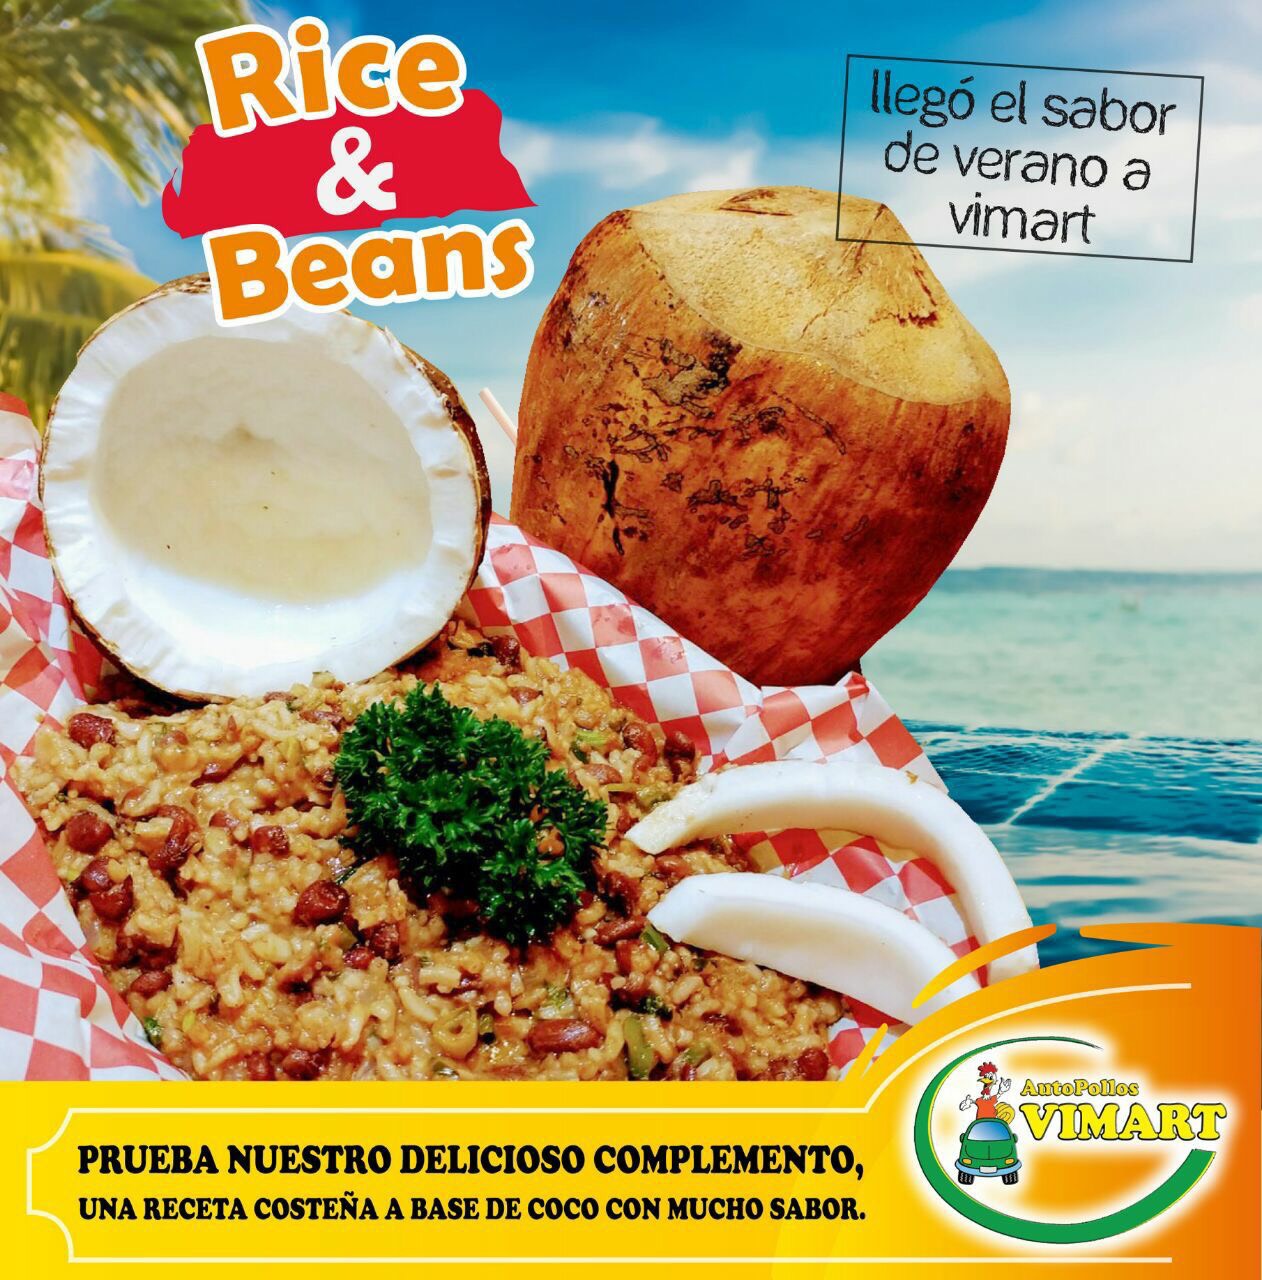 Rice
&
Beans
llegó el sabor
de verano a
vimart
AutoPollos
VIMART
PRUEBA NUESTRO DELICIOSO COMPLEMENTO,
UNA RECETA COSTEÑA A BASE DE COCO CON MUCHO SABOR.